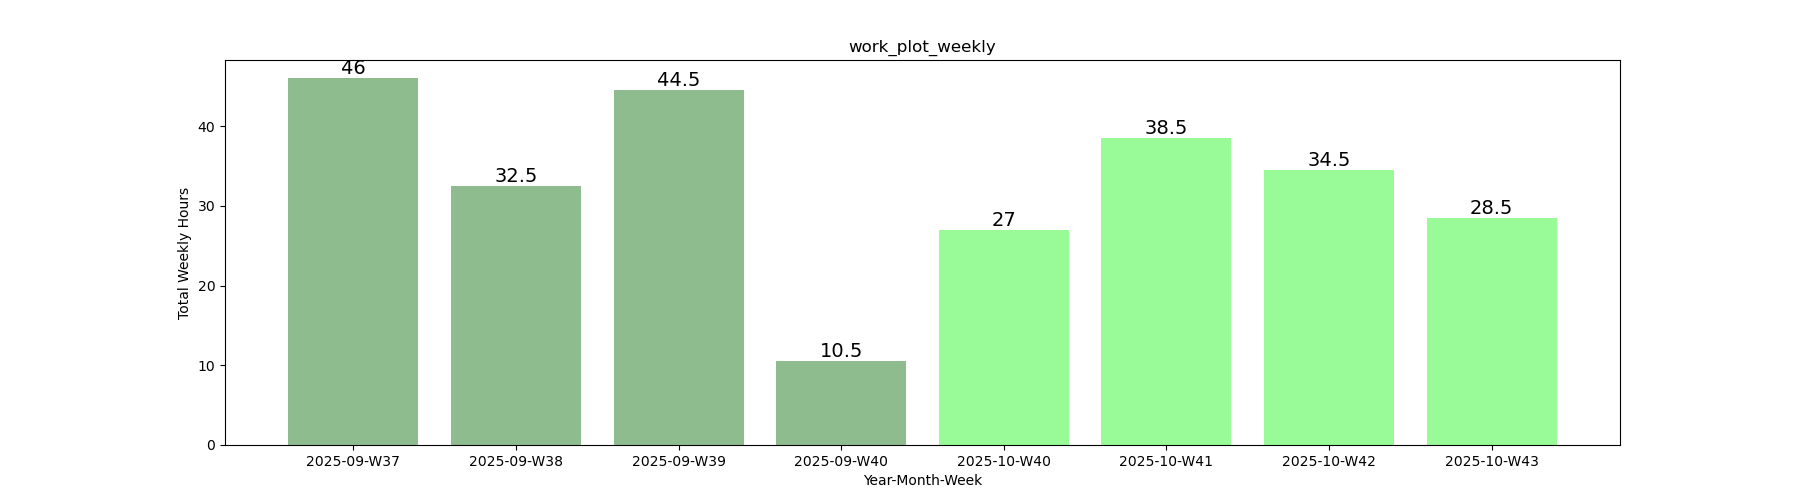 work_plot_weekly
46
32.5
44.5
10.5
27
38.5
34.5
28.5
Total Weekly Hours
40
30
20
10
0
2025-09-W37
2025-09-W38
2025-09-W39
2025-09-W40
2025-10-W40
2025-10-W41
2025-10-W42
2025-10-W43
Year-Month-Week